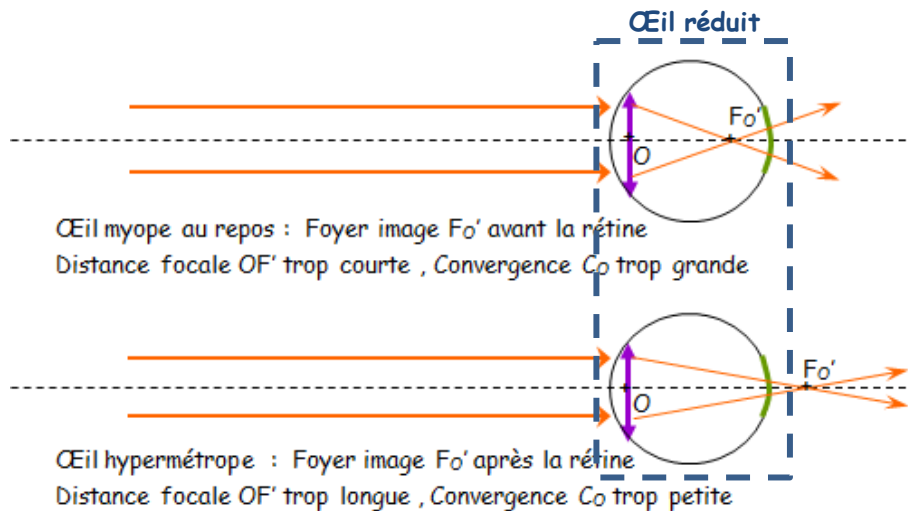 Œil réduit
Fo'
O
Œil myope au repos : Foyer image Fo' avant la rétine
Distance focale OF' trop courte , Convergence Co trop grande
Fo'
O
Œil hypermétrope : Foyer image Fo' après la rétine
Distance focale OF' trop longue , Convergence Co trop petite